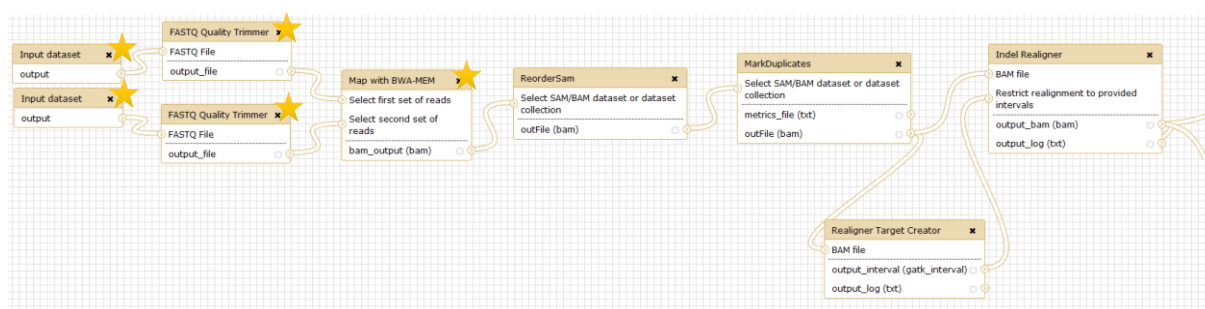 Input dataset
output
Input dataset
output
FASTQ Quality Trimmer
FASTQ File
output_file
FASTQ Quality Trimmer
FASTQ File
output_file
Map with BWA-MEM
Select first set of reads
Select second set of
reads
bam_output (bam)
ReorderSam
Select SAM/BAM dataset or dataset
collection
outFile (bam)
MarkDuplicates
Select SAM/BAM dataset or dataset
collection
metrics_file (txt)
outFile (bam)
Realigner Target Creator
BAM file
output_interval (gatk_interval)
output_log (txt)
Indel Realigner
BAM file
Restrict realignment to provided
intervals
output_bam (bam)
output_log (txt)